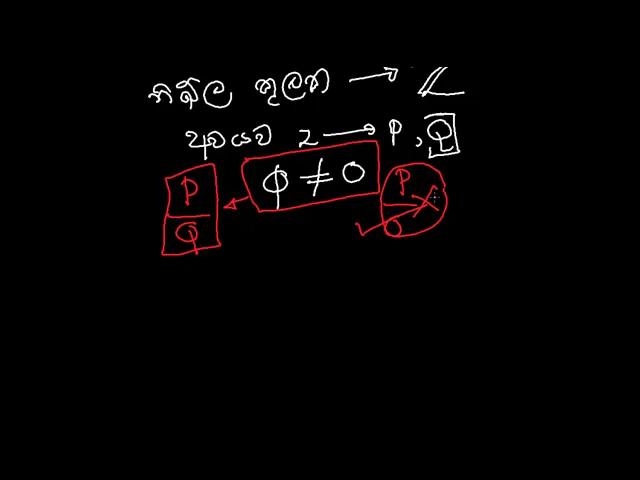 නිඛිල කුලක → ℤ
අවයව 2 → P, Q
P/Q ← Q ≠ 0 P/0